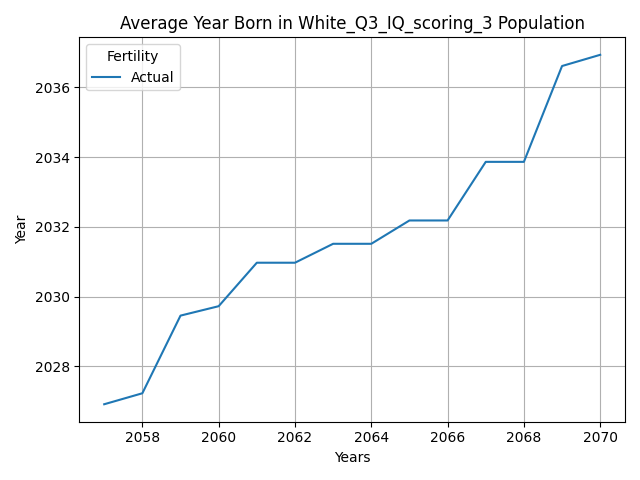 Average Year Born in White_Q3_IQ_scoring_3 Population
Fertility
Actual
2036
2034
2032
2030
2028
Year
2058 2060 2062 2064 2066 2068 2070
Years